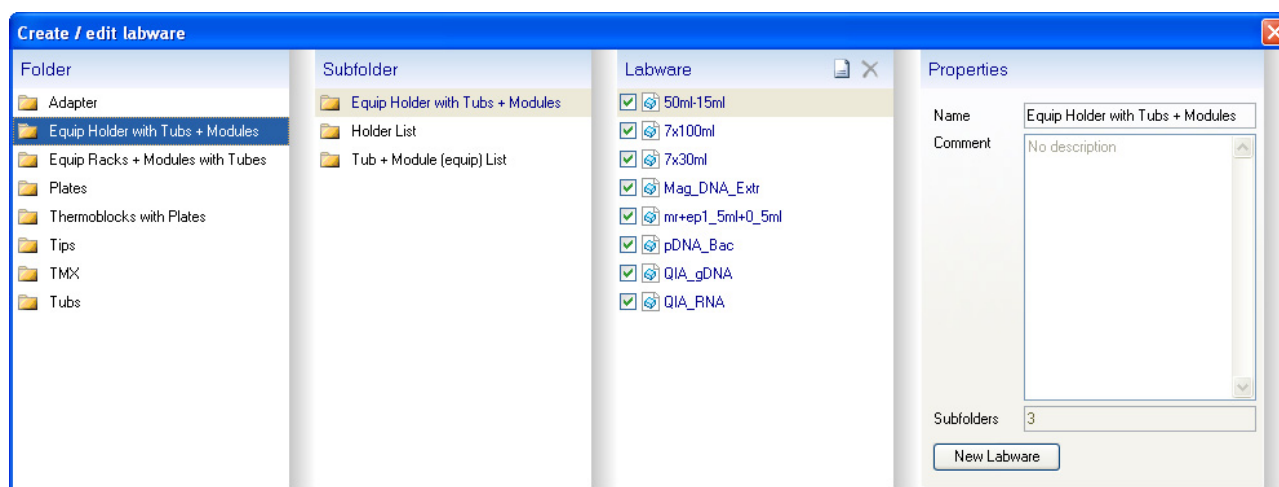 Create / edit labware
Folder
Adapter
Equip Holder with Tubs + Modules
Equip Racks + Modules with Tubes
Plates
Thermoblocks with Plates
Tips
TMX
Tubs
Subfolder
Equip Holder with Tubs + Modules
Holder List
Tub + Module (equip) List
Labware
50ml-15ml
7x100ml
7x30ml
Mag_DNA_Extr
mr+ep1_5ml+0_5ml
pDNA_Bac
QIA_gDNA
QIA_RNA
Properties
Name Equip Holder with Tubs + Modules
Comment No description
Subfolders 3
New Labware